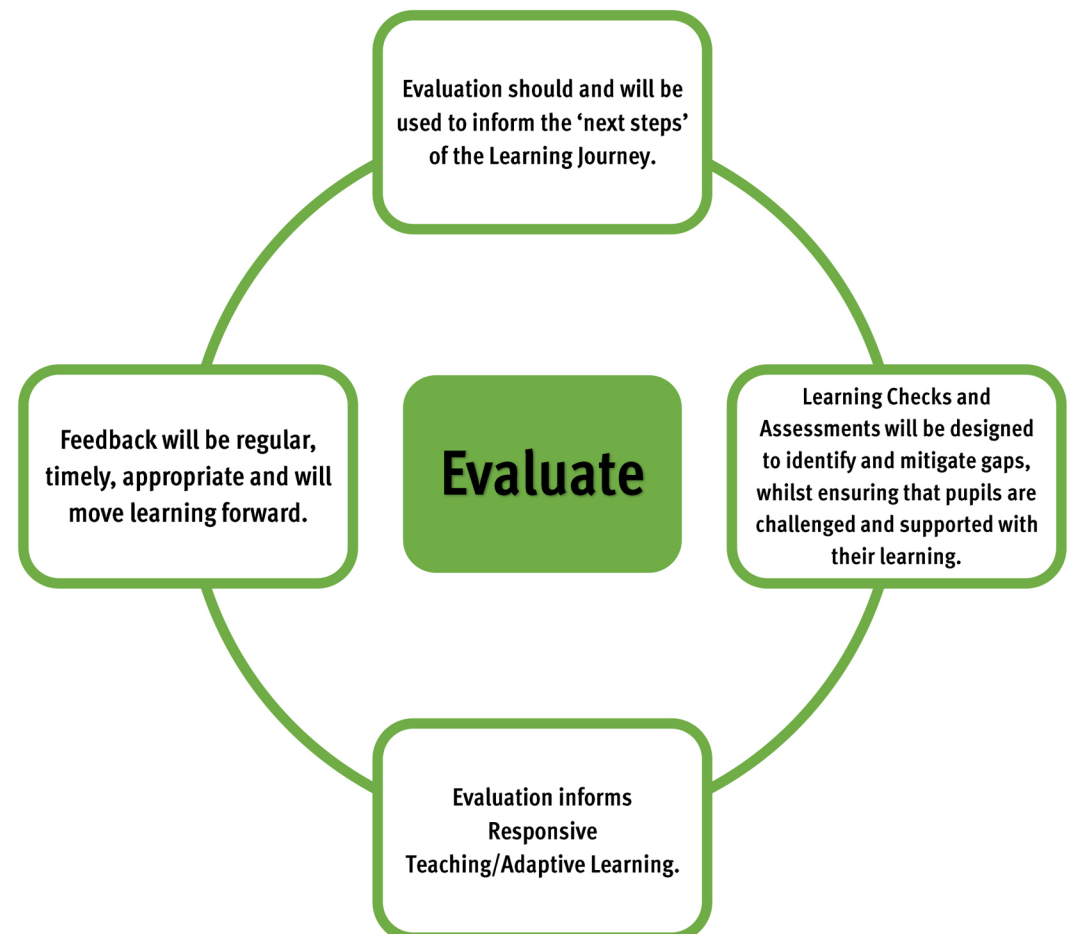 Evaluation should and will be
used to inform the ‘next steps’
of the Learning Journey.
Feedback will be regular,
timely, appropriate and will
move learning forward.
Evaluate
Learning Checks and
Assessments will be designed
to identify and mitigate gaps,
whilst ensuring that pupils are
challenged and supported with
their learning.
Evaluation informs
Responsive
Teaching/Adaptive Learning.